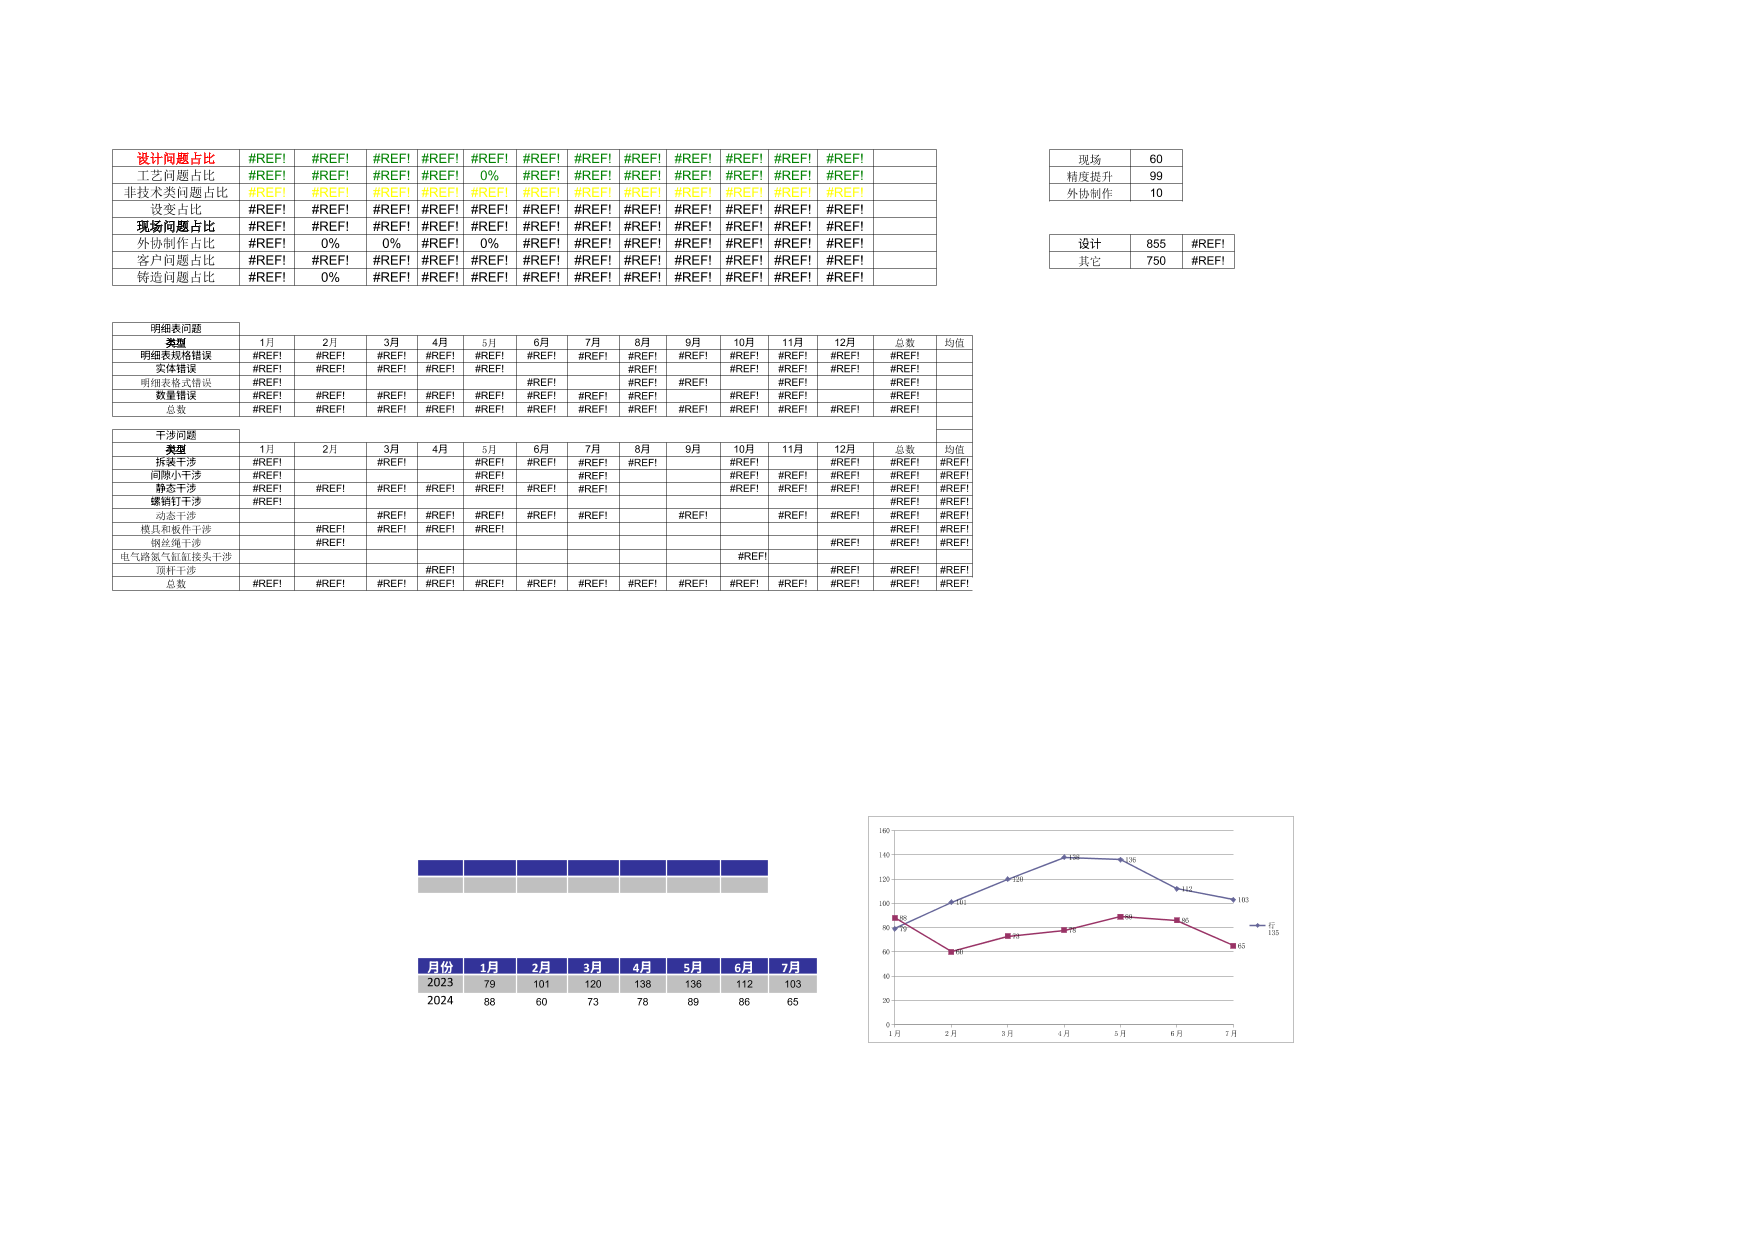 设计问题占比 #REF! #REF! #REF! #REF! #REF! #REF! #REF! #REF! #REF! #REF! #REF! #REF!
工艺问题占比 #REF! #REF! #REF! #REF! 0% #REF! #REF! #REF! #REF! #REF! #REF! #REF!
非技术类问题占比 #REF! #REF! #REF! #REF! #REF! #REF! #REF! #REF! #REF! #REF! #REF! #REF!
设变占比 #REF! #REF! #REF! #REF! #REF! #REF! #REF! #REF! #REF! #REF! #REF! #REF!
现场问题占比 #REF! #REF! #REF! #REF! #REF! #REF! #REF! #REF! #REF! #REF! #REF! #REF!
外协制作占比 #REF! 0% 0% #REF! 0% #REF! #REF! #REF! #REF! #REF! #REF! #REF!
客户问题占比 #REF! #REF! #REF! #REF! #REF! #REF! #REF! #REF! #REF! #REF! #REF! #REF!
铸造问题占比 #REF! 0% #REF! #REF! #REF! #REF! #REF! #REF! #REF! #REF! #REF! #REF!
现场 60
精度提升 99
外协制作 10
设计 855 #REF!
其它 750 #REF!
明细表问题
类型 1月 2月 3月 4月 5月 6月 7月 8月 9月 10月 11月 12月 总数 均值
明细表规格错误 #REF! #REF! #REF! #REF! #REF! #REF! #REF! #REF! #REF! #REF! #REF! #REF! #REF!
实体错误 #REF! #REF! #REF! #REF! #REF! #REF! #REF! #REF! #REF! #REF!
明细表格式错误 #REF! #REF! #REF! #REF! #REF! #REF!
数量错误 #REF! #REF! #REF! #REF! #REF! #REF! #REF! #REF! #REF! #REF! #REF!
总数 #REF! #REF! #REF! #REF! #REF! #REF! #REF! #REF! #REF! #REF! #REF! #REF! #REF!
干涉问题
类型 1月 2月 3月 4月 5月 6月 7月 8月 9月 10月 11月 12月 总数 均值
拆装干涉 #REF! #REF! #REF! #REF! #REF! #REF! #REF! #REF! #REF! #REF!
间隙小干涉 #REF! #REF! #REF! #REF! #REF! #REF! #REF! #REF!
静态干涉 #REF! #REF! #REF! #REF! #REF! #REF! #REF! #REF! #REF! #REF! #REF! #REF!
螺销钉干涉 #REF! #REF! #REF!
动态干涉 #REF! #REF! #REF! #REF! #REF! #REF! #REF! #REF! #REF! #REF!
模具和板件干涉 #REF! #REF! #REF! #REF! #REF! #REF!
钢丝绳干涉 #REF! #REF! #REF! #REF!
电气路氮气缸缸接头干涉 #REF!
顶杆干涉 #REF! #REF! #REF! #REF!
总数 #REF! #REF! #REF! #REF! #REF! #REF! #REF! #REF! #REF! #REF! #REF! #REF! #REF! #REF!
月份 1月 2月 3月 4月 5月 6月 7月
2023 79 101 120 138 136 112 103
2024 88 60 73 78 89 86 65
160
140
120
100
80
60
40
20
0
1月 2月 3月 4月 5月 6月 7月
79 101 120 138 136 112 103
88 60 73 78 89 86 65
行
135